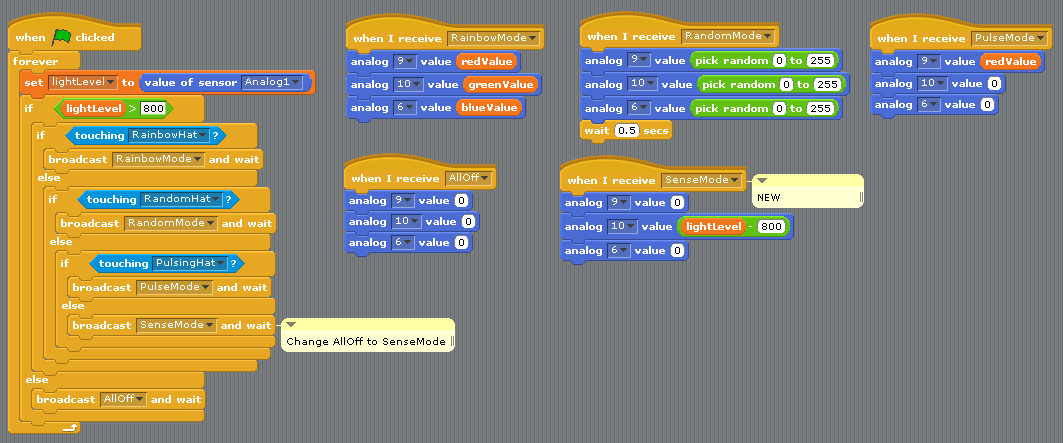 when clicked
forever
set lightLevel to value of sensor Analog1
if lightLevel > 800
if touching RainbowHat ?
broadcast RainbowMode and wait
else
if touching RandomHat ?
broadcast RandomMode and wait
else
if touching PulsingHat ?
broadcast PulseMode and wait
else
broadcast SenseMode and wait
Change AllOff to SenseMode
else
broadcast AllOff and wait
when I receive RainbowMode
analog 9 value redValue
analog 10 value greenValue
analog 6 value blueValue
when I receive RandomMode
analog 9 value pick random 0 to 255
analog 10 value pick random 0 to 255
analog 6 value pick random 0 to 255
wait 0.5 secs
when I receive PulseMode
analog 9 value redValue
analog 10 value 0
analog 6 value 0
when I receive AllOff
analog 9 value 0
analog 10 value 0
analog 6 value 0
when I receive SenseMode
NEW
analog 9 value 0
analog 10 value lightLevel - 800
analog 6 value 0